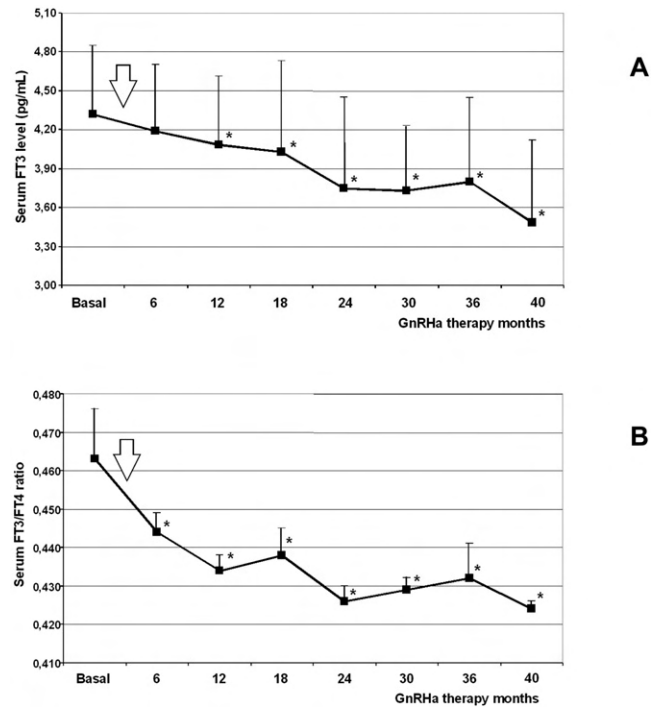 A
Serum FT3 level (pg/mL)
5,10
4,80
4,50
4,20
3,90
3,60
3,30
3,00
* * * * * *
Basal 6 12 18 24 30 36 40
GnRHa therapy months
B
Serum FT3/FT4 ratio
0,480
0,470
0,460
0,450
0,440
0,430
0,420
0,410
* * * * * * *
Basal 6 12 18 24 30 36 40
GnRHa therapy months